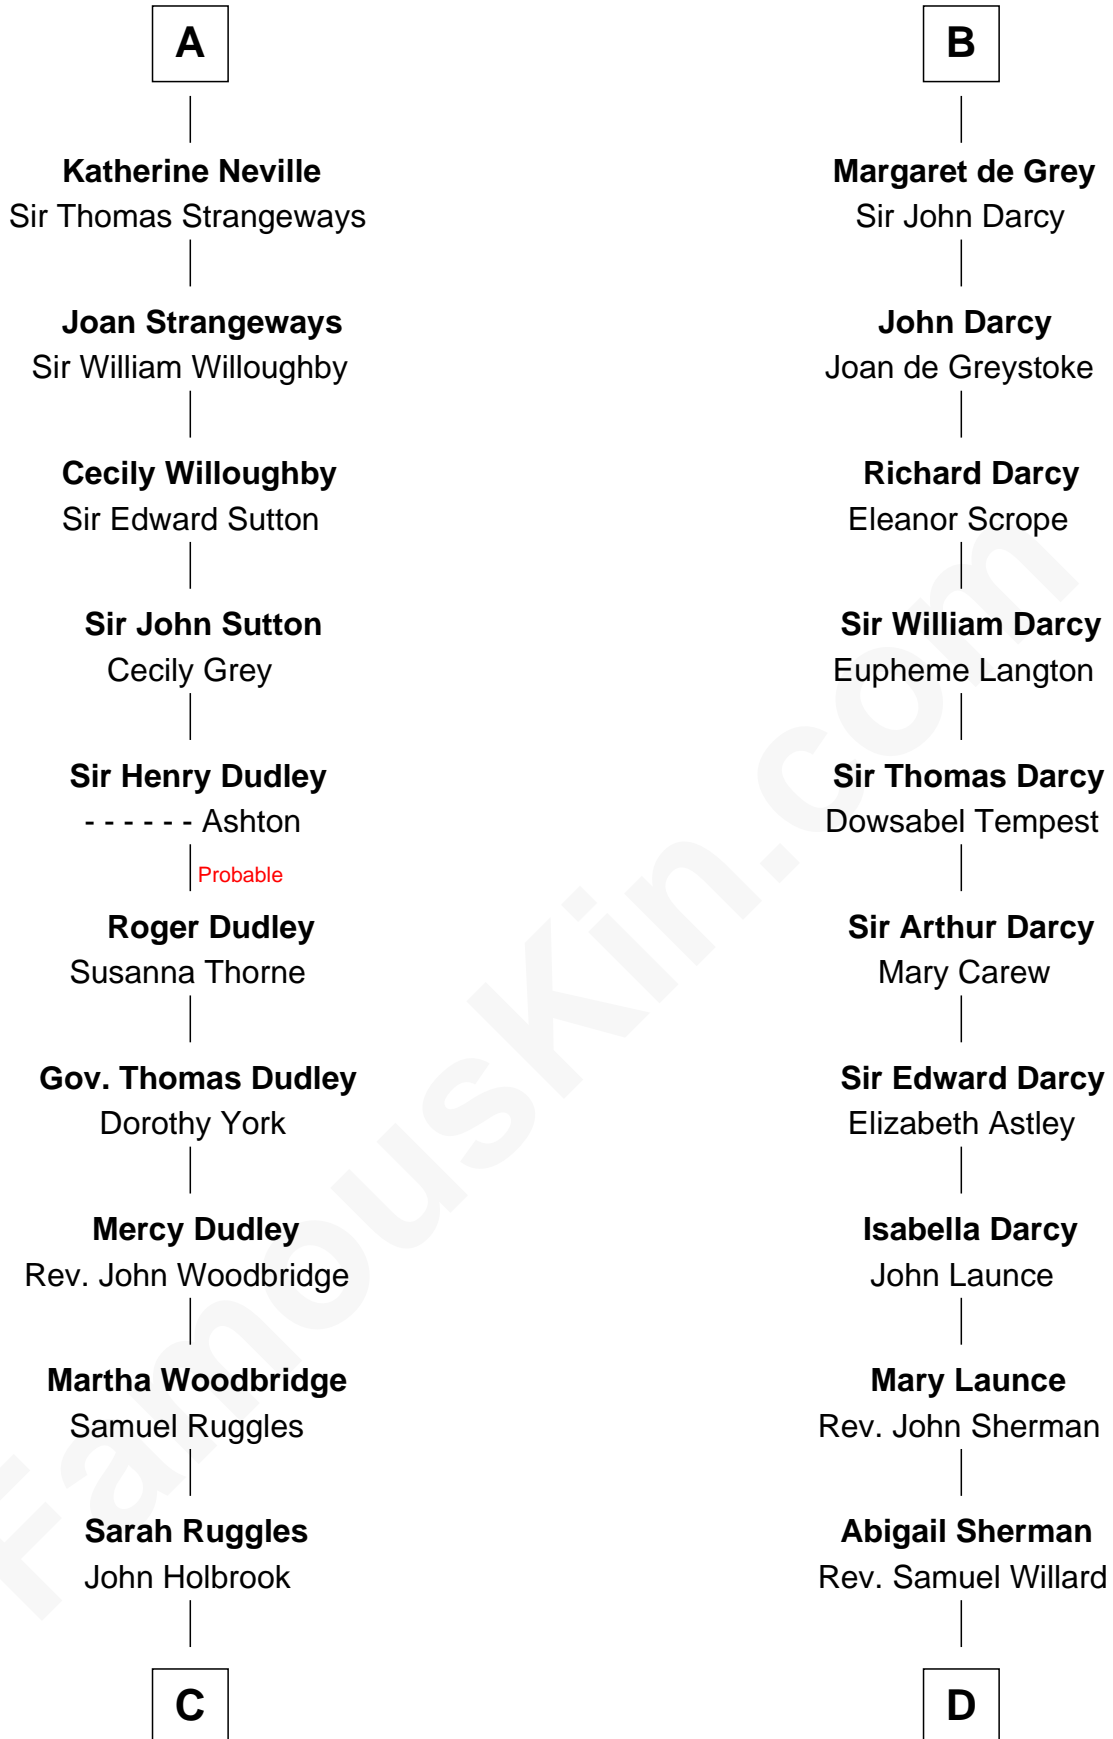 A
Katherine Neville
Sir Thomas Strangeways
Joan Strangeways
Sir William Willoughby
Cecily Willoughby
Sir Edward Sutton
Sir John Sutton
Cecily Grey
Sir Henry Dudley
- - - - - - Ashton
Probable
Roger Dudley
Susanna Thorne
Gov. Thomas Dudley
Dorothy York
Mercy Dudley
Rev. John Woodbridge
Martha Woodbridge
Samuel Ruggles
Sarah Ruggles
John Holbrook
C
B
Margaret de Grey
Sir John Darcy
John Darcy
Joan de Greystoke
Richard Darcy
Eleanor Scrope
Sir William Darcy
Eupheme Langton
Sir Thomas Darcy
Dowsabel Tempest
Sir Arthur Darcy
Mary Carew
Sir Edward Darcy
Elizabeth Astley
Isabella Darcy
John Launce
Mary Launce
Rev. John Sherman
Abigail Sherman
Rev. Samuel Willard
D
FamousKin.com